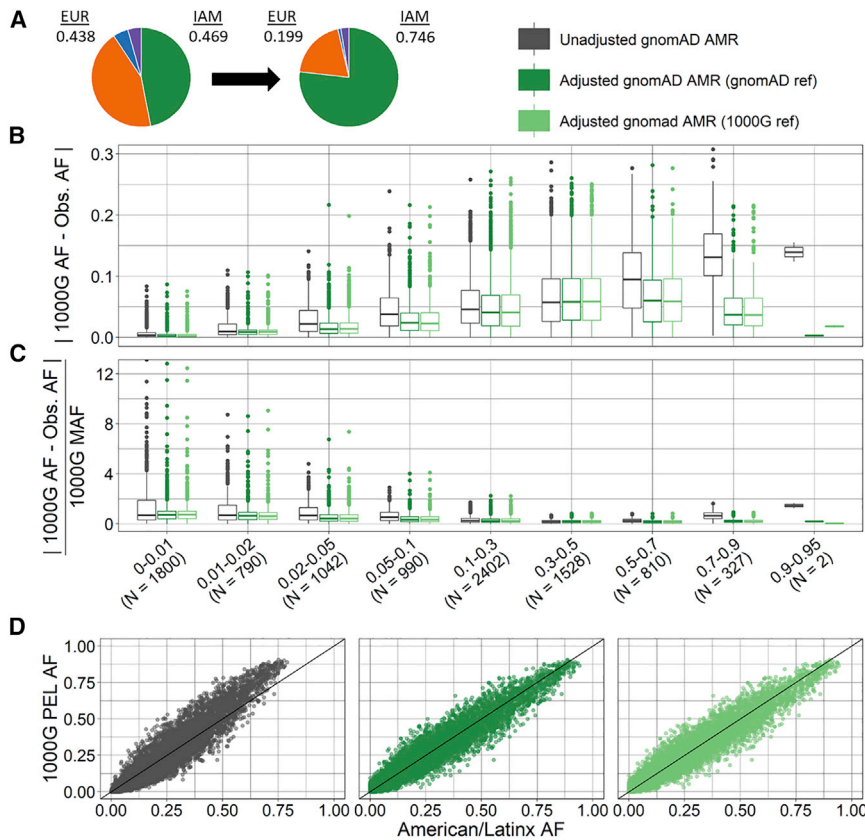 A
EUR IAM EUR IAM
0.438 0.469 0.199 0.746
Unadjusted gnomAD AMR
Adjusted gnomAD AMR (gnomAD ref)
Adjusted gnomad AMR (1000G ref)
B
| 1000G AF - Obs. AF |
0.3
0.2
0.1
0.0
C
| 1000G AF - Obs. AF |
1000G MAF
12
8
4
0
0-0.01
(N = 1800)
0.01-0.02
(N = 790)
0.02-0.05
(N = 1042)
0.05-0.1
(N = 990)
0.1-0.3
(N = 2402)
0.3-0.5
(N = 1528)
0.5-0.7
(N = 810)
0.7-0.9
(N = 327)
0.9-0.95
(N = 2)
D
1000G PEL AF
1.00
0.75
0.50
0.25
0.00
0.00 0.25 0.50 0.75 1.00 0.00 0.25 0.50 0.75 1.00 0.00 0.25 0.50 0.75 1.00
American/Latinx AF